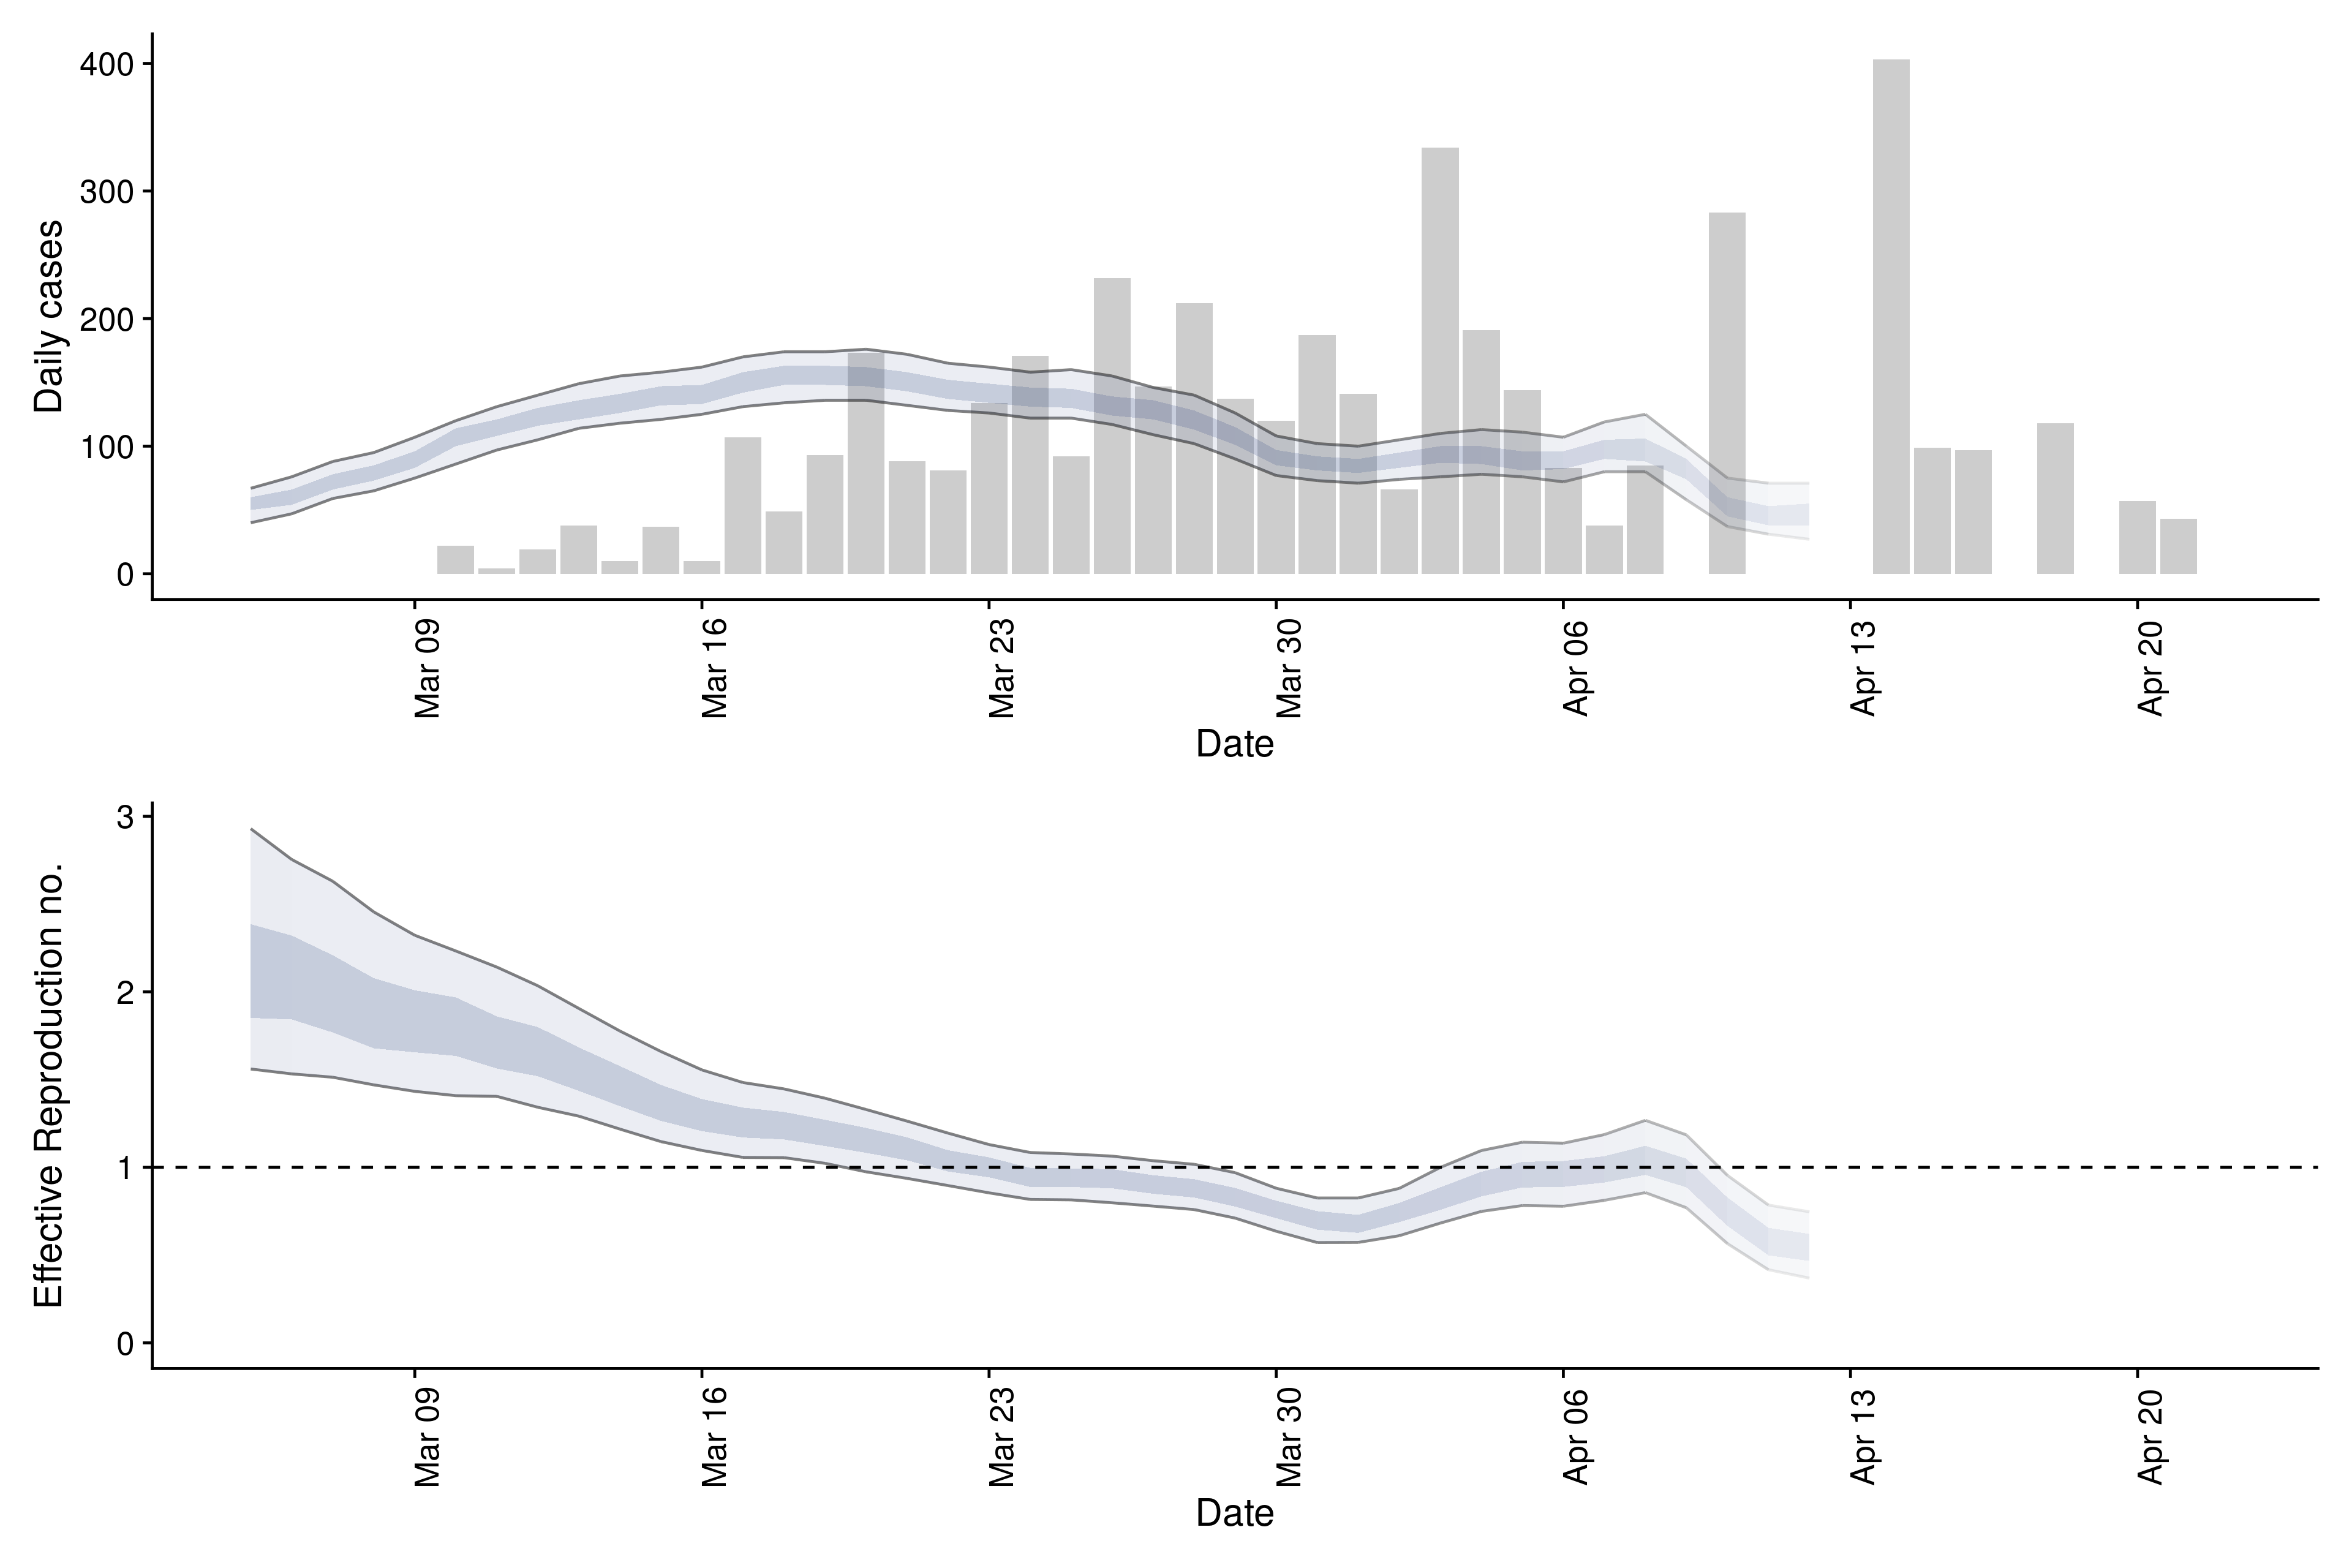 400
300
200
100
0
Daily cases
Mar 09
Mar 16
Mar 23
Mar 30
Apr 06
Apr 13
Apr 20
Date
3
2
1
0
Effective Reproduction no.
Mar 09
Mar 16
Mar 23
Mar 30
Apr 06
Apr 13
Apr 20
Date